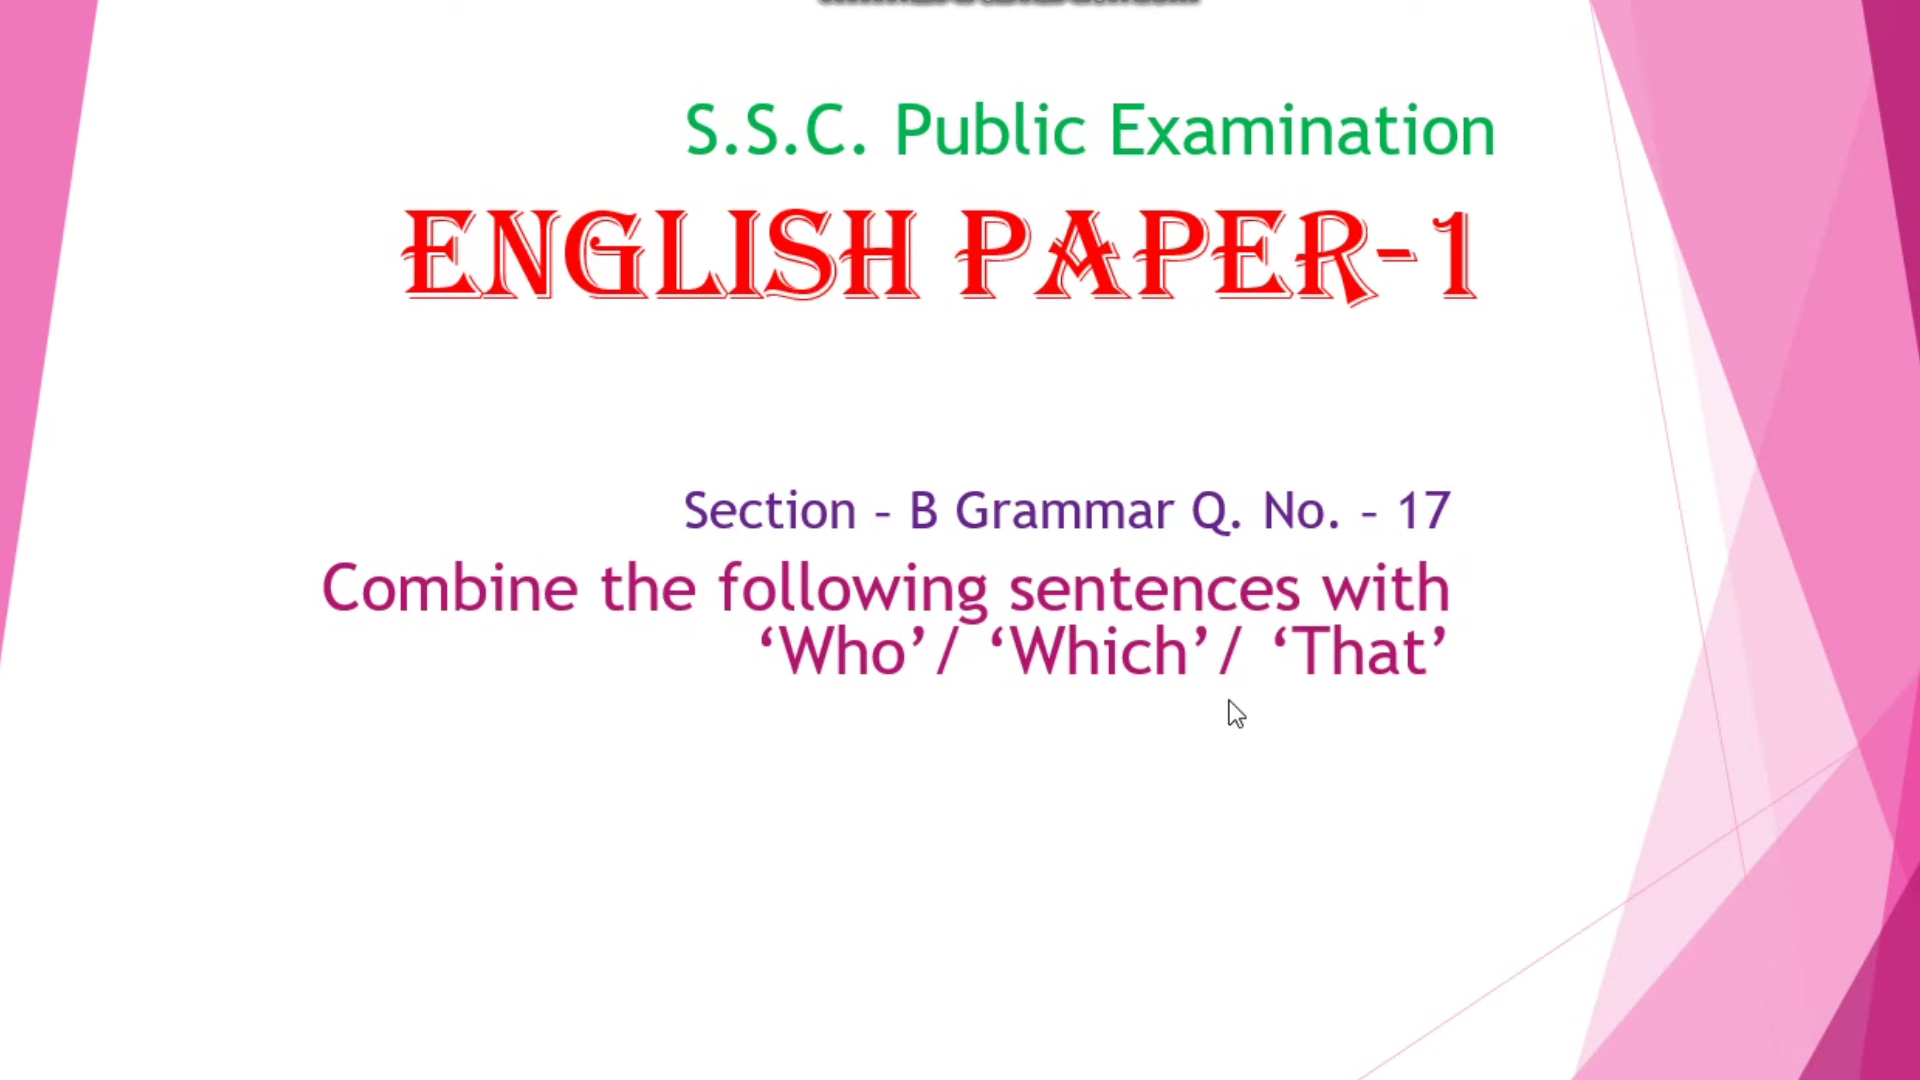 S.S.C. Public Examination
ENGLISH PAPER-1
Section – B Grammar Q. No. – 17
Combine the following sentences with
‘Who’/ ‘Which’/ ‘That’